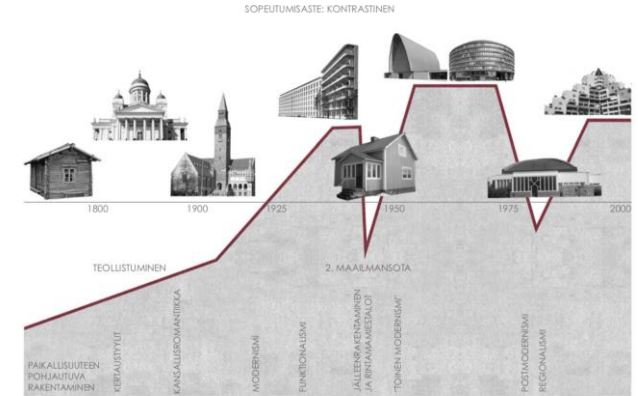 SOPEUTUMISASTE: KONTRASTINEN
1800
1900
1925
1950
1975
2000
TEOLLISTUMINEN
2. MAAILMANSOTA
PAIKALLISUUTEEN
POHJAUTUVA
RAKENTAMINEN
KERTAUSTYYLIT
KANSALLISROMANTIIKKA
MODERNISMI
FUNKTIONALISMI
JÄLLEENRAKENTAMINEN
JA RINTAMAMIESTALOT
"TOINEN MODERNISMI"
POSTMODERNISMI
REGIONALISMI